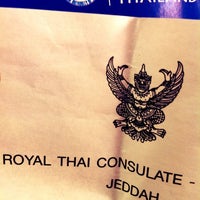 THAILAND
ROYAL THAI CONSULATE -
JEDDAH